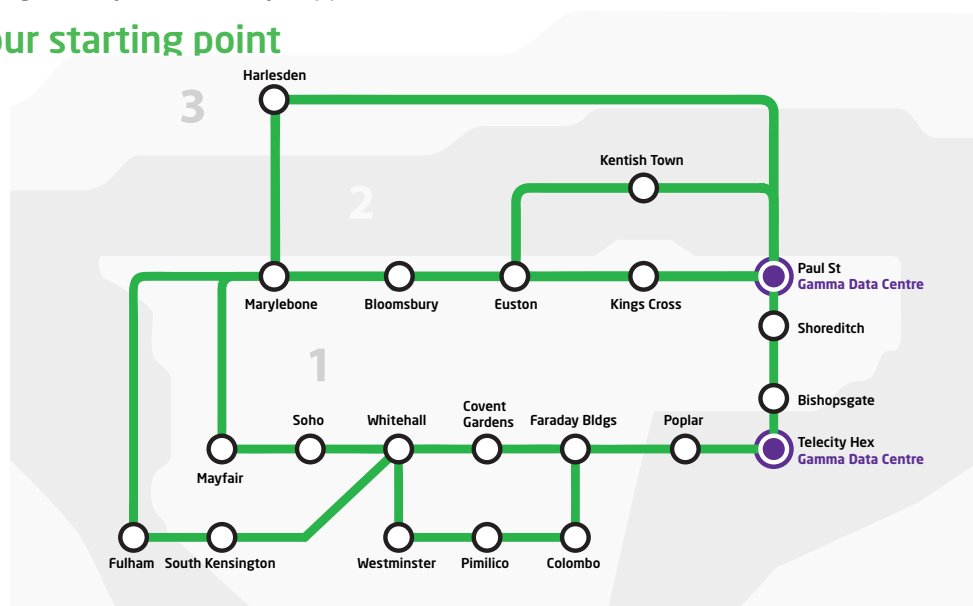 our starting point
Harlesden
3
Kentish Town
2
Paul St
Gamma Data Centre
Marylebone
Bloomsbury
Euston
Kings Cross
Shoreditch
1
Bishopsgate
Soho
Whitehall
Covent
Gardens
Faraday Bldgs
Poplar
Telecity Hex
Gamma Data Centre
Mayfair
Fulham
South Kensington
Westminster
Pimilico
Colombo